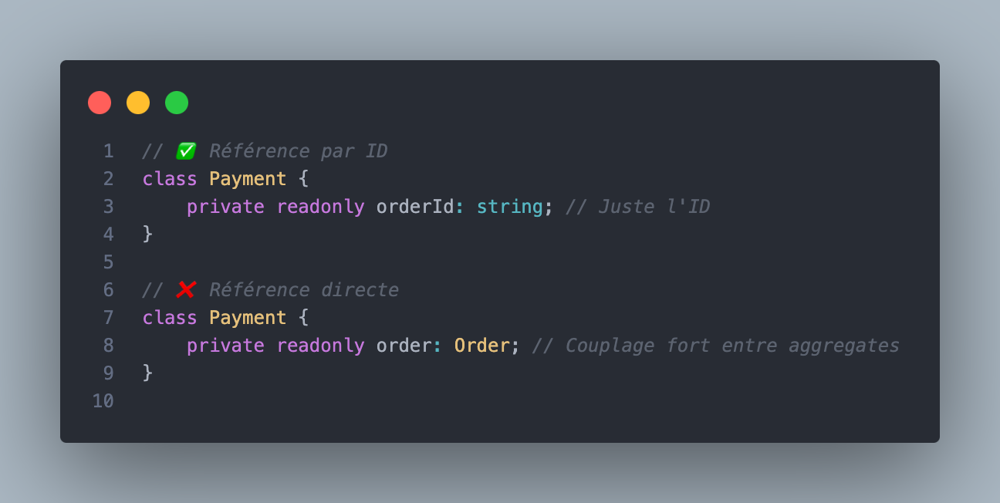 1 // ✅ Référence par ID
2 class Payment {
3     private readonly orderId: string; // Juste l'ID
4 }
5
6 // ❌ Référence directe
7 class Payment {
8     private readonly order: Order; // Couplage fort entre aggregates
9 }
10